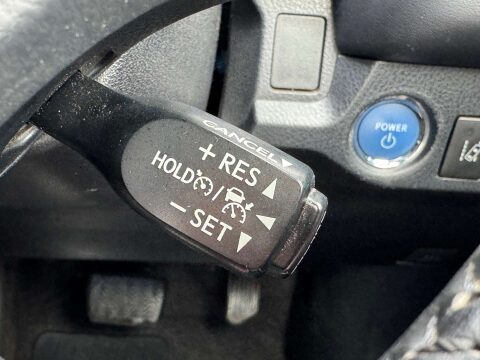 CANCEL▼
+ RES ▲
HOLD /
− SET ▼
POWER